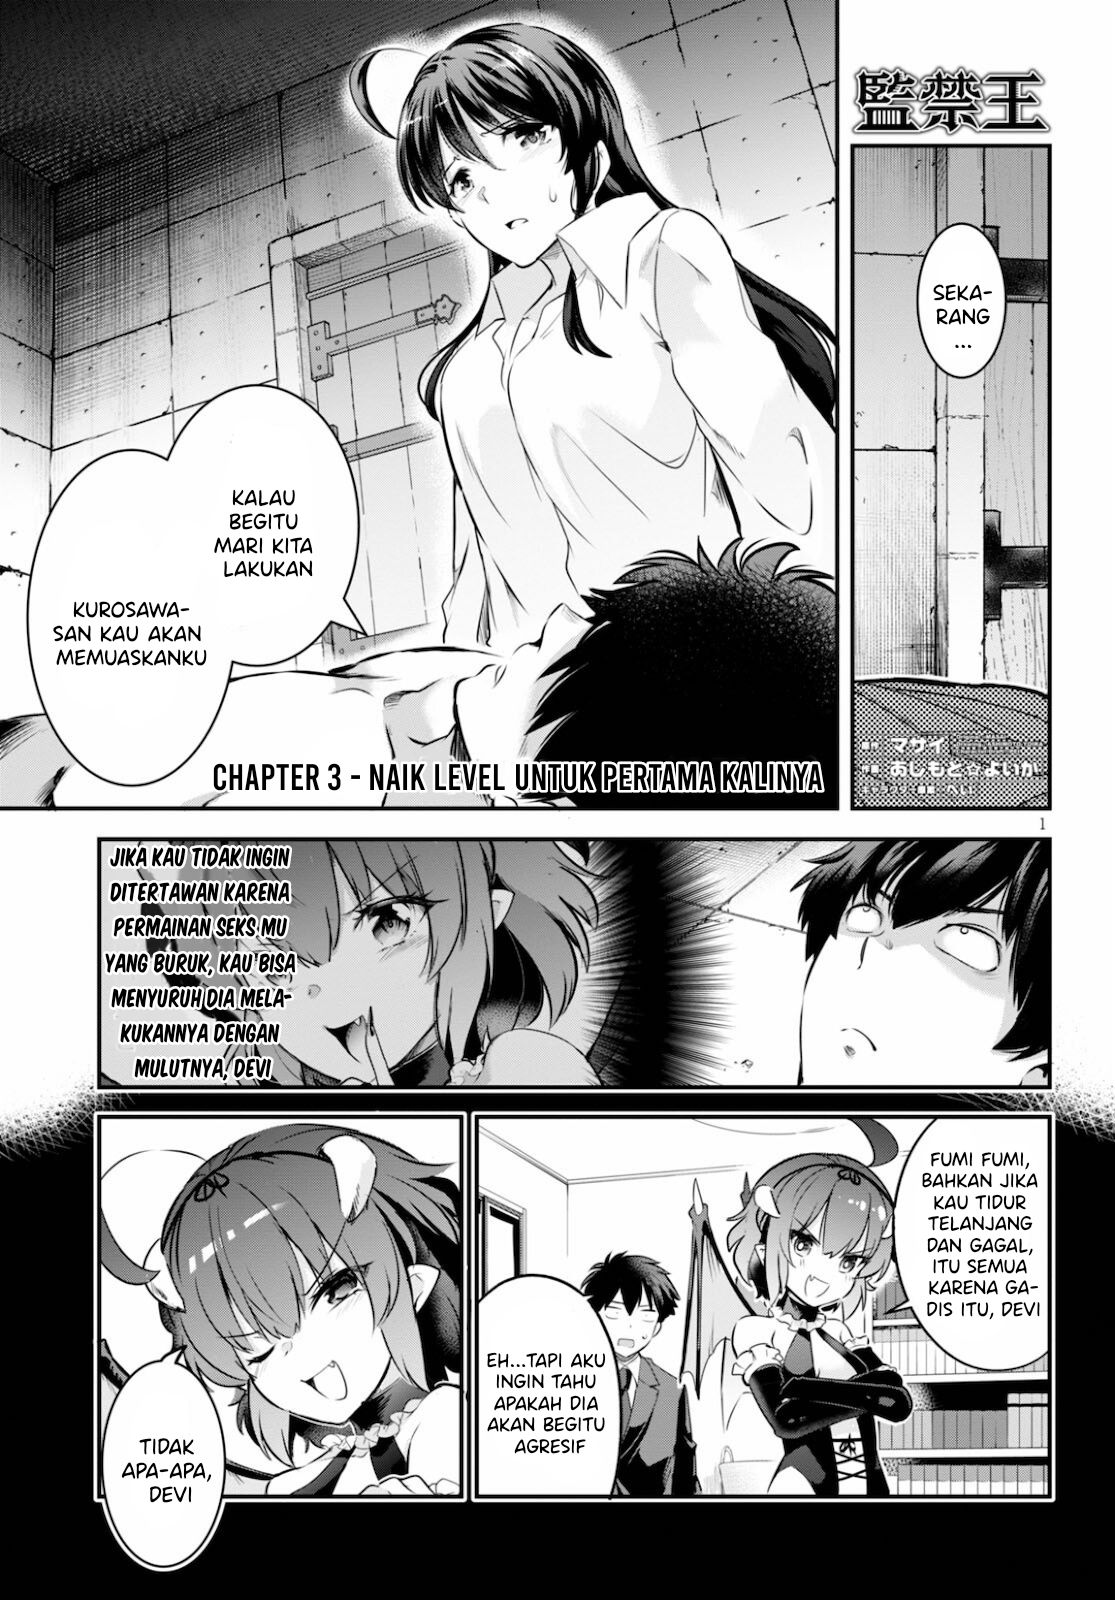 監禁王
SEKA-
RANG
...
KALAU
BEGITU
MARI KITA
LAKUKAN
KUROSAWA-
SAN KAU AKAN
MEMUASKANKU
マサイ
あしもと☆よいか
CHAPTER 3 - NAIK LEVEL UNTUK PERTAMA KALINYA
1
JIKA KAU TIDAK INGIN
DITERTAWAN KARENA
PERMAINAN SEKS MU
YANG BURUK, KAU BISA
MENYURUH DIA MELA-
KUKANNYA DENGAN
MULUTNYA, DEVI
FUMI FUMI,
BAHKAN JIKA
KAU TIDUR
TELANJANG
DAN GAGAL,
ITU SEMUA
KARENA GA-
DIS ITU, DEVI
EH...TAPI AKU
INGIN TAHU
APAKAH DIA
AKAN BEGITU
AGRESIF
TIDAK
APA-APA,
DEVI